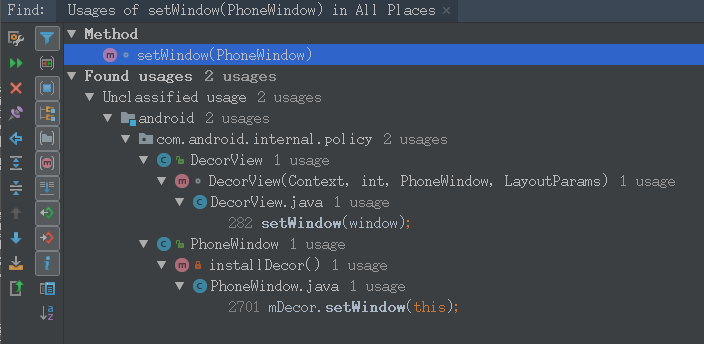 Find: Usages of setWindow(PhoneWindow) in All Places
Method
setWindow(PhoneWindow)
Found usages 2 usages
Unclassified usage 2 usages
android 2 usages
com.android.internal.policy 2 usages
DecorView 1 usage
DecorView(Context, int, PhoneWindow, LayoutParams) 1 usage
DecorView.java 1 usage
282 setWindow(window);
PhoneWindow 1 usage
installDecor() 1 usage
PhoneWindow.java 1 usage
2701 mDecor.setWindow(this);